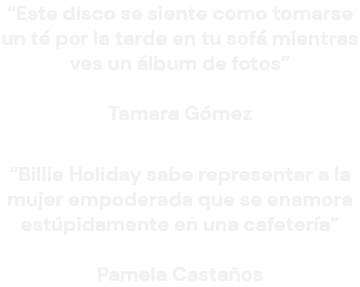 “Este disco se siente como tomarse
un té por la tarde en tu sofá mientras
ves un álbum de fotos”
Tamara Gómez
“Billie Holiday sabe representar a la
mujer empoderada que se enamora
estúpidamente en una cafetería”
Pamela Castaños